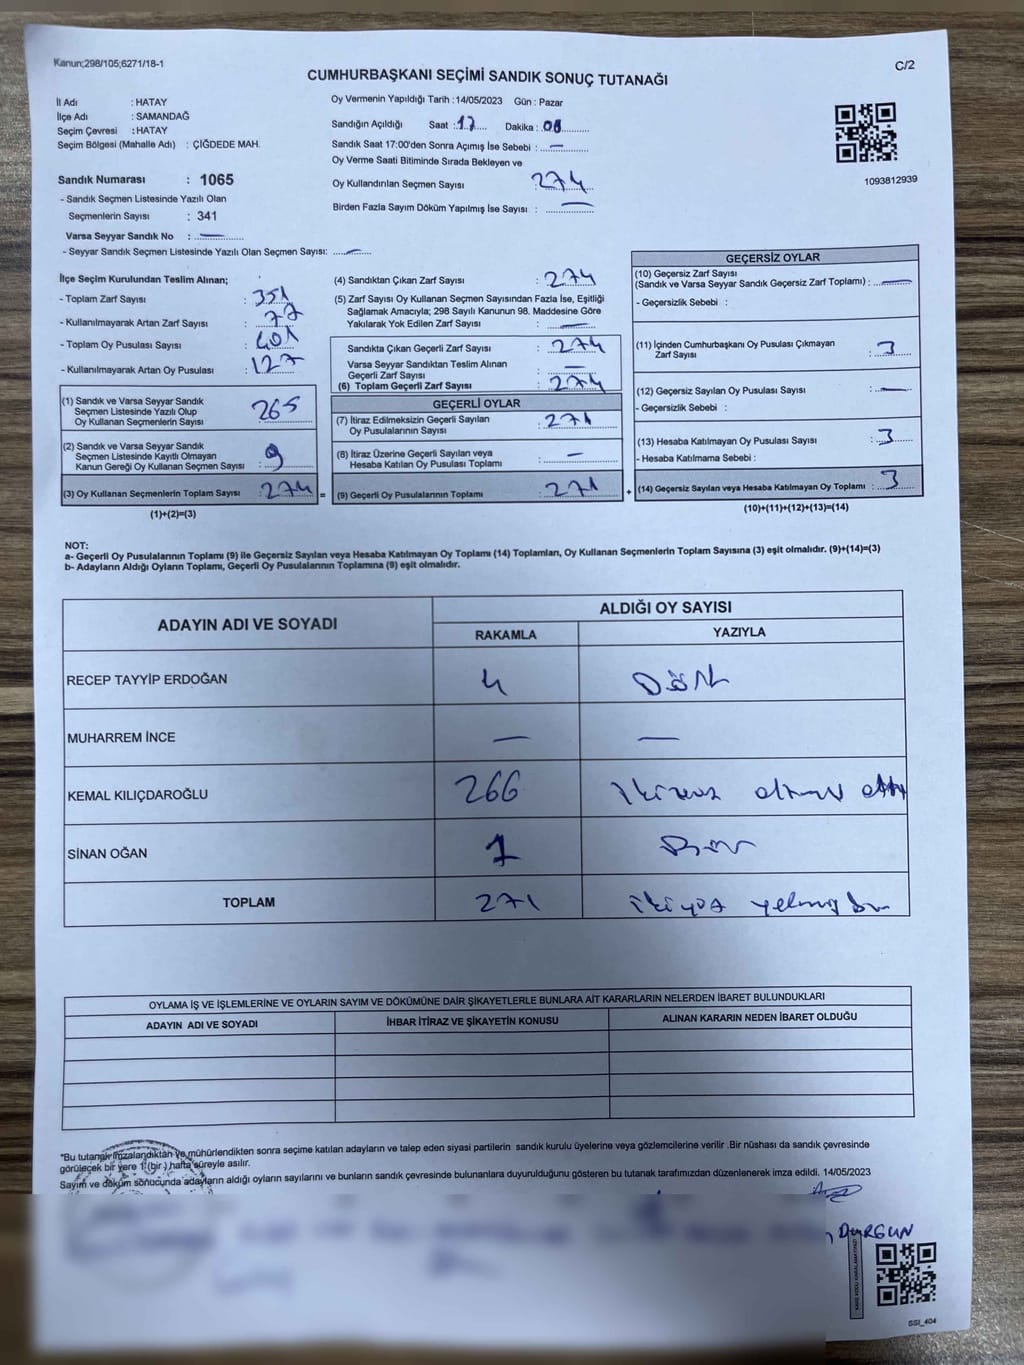 Kanun;298/105;6271/18-1
C/2
CUMHURBAŞKANI SEÇİMİ SANDIK SONUÇ TUTANAĞI
İl Adı : HATAY
İlçe Adı : SAMANDAĞ
Seçim Çevresi : HATAY
Seçim Bölgesi (Mahalle Adı) : ÇİĞDEDE MAH.
Oy Vermenin Yapıldığı Tarih : 14/05/2023 Gün : Pazar
Sandığın Açıldığı Saat : 17 Dakika : 08
Sandık Saat 17:00'den Sonra Açımış İse Sebebi : —
Oy Verme Saati Bitiminde Sırada Bekleyen ve
Oy Kullandırılan Seçmen Sayısı 274
Birden Fazla Sayım Döküm Yapılmış İse Sayısı : —
1093812939
Sandık Numarası : 1065
- Sandık Seçmen Listesinde Yazılı Olan
Seçmenlerin Sayısı : 341
Varsa Seyyar Sandık No : —
- Seyyar Sandık Seçmen Listesinde Yazılı Olan Seçmen Sayısı: —
İlçe Seçim Kurulundan Teslim Alınan;
- Toplam Zarf Sayısı : 351
- Kullanılmayarak Artan Zarf Sayısı : 77
- Toplam Oy Pusulası Sayısı : 401
- Kullanılmayarak Artan Oy Pusulası : 127
(1) Sandık ve Varsa Seyyar Sandık
Seçmen Listesinde Yazılı Olup
Oy Kullanan Seçmenlerin Sayısı 265
(2) Sandık ve Varsa Seyyar Sandık
Seçmen Listesinde Kayıtlı Olmayan
Kanun Gereği Oy Kullanan Seçmen Sayısı : 9
(3) Oy Kullanan Seçmenlerin Toplam Sayısı : 274 =
(1)+(2)=(3)
(4) Sandıktan Çıkan Zarf Sayısı : 274
(5) Zarf Sayısı Oy Kullanan Seçmen Sayısından Fazla İse, Eşitliği
Sağlamak Amacıyla; 298 Sayılı Kanunun 98. Maddesine Göre
Yakılarak Yok Edilen Zarf Sayısı : —
Sandıkta Çıkan Geçerli Zarf Sayısı : 274
Varsa Seyyar Sandıktan Teslim Alınan
Geçerli Zarf Sayısı : —
(6) Toplam Geçerli Zarf Sayısı : 274
GEÇERLİ OYLAR
(7) İtiraz Edilmeksizin Geçerli Sayılan
Oy Pusulalarının Sayısı : 271
(8) İtiraz Üzerine Geçerli Sayılan veya
Hesaba Katılan Oy Pusulası Toplamı : —
(9) Geçerli Oy Pusulalarının Toplamı : 271 +
GEÇERSİZ OYLAR
(10) Geçersiz Zarf Sayısı
(Sandık ve Varsa Seyyar Sandık Geçersiz Zarf Toplamı) : —
- Geçersizlik Sebebi :
(11) İçinden Cumhurbaşkanı Oy Pusulası Çıkmayan
Zarf Sayısı : 3
(12) Geçersiz Sayılan Oy Pusulası Sayısı : —
- Geçersizlik Sebebi :
(13) Hesaba Katılmayan Oy Pusulası Sayısı : 3
- Hesaba Katılmama Sebebi :
(14) Geçersiz Sayılan veya Hesaba Katılmayan Oy Toplamı : 3
(10)+(11)+(12)+(13)=(14)
NOT:
a- Geçerli Oy Pusulalarının Toplamı (9) ile Geçersiz Sayılan veya Hesaba Katılmayan Oy Toplamı (14) Toplamları, Oy Kullanan Seçmenlerin Toplam Sayısına (3) eşit olmalıdır. (9)+(14)=(3)
b- Adayların Aldığı Oyların Toplamı, Geçerli Oy Pusulalarının Toplamına (9) eşit olmalıdır.
ADAYIN ADI VE SOYADI
ALDIĞI OY SAYISI
RAKAMLA YAZIYLA
RECEP TAYYİP ERDOĞAN 4 Dört
MUHARREM İNCE — —
KEMAL KILIÇDAROĞLU 266 ikiyüz altmış altı
SİNAN OĞAN 1 Bir
TOPLAM 271 ikiyüz yetmiş bir
OYLAMA İŞ VE İŞLEMLERİNE VE OYLARIN SAYIM VE DÖKÜMÜNE DAİR ŞİKAYETLERLE BUNLARA AİT KARARLARIN NELERDEN İBARET BULUNDUKLARI
ADAYIN ADI VE SOYADI İHBAR İTİRAZ VE ŞİKAYETİN KONUSU ALINAN KARARIN NEDEN İBARET OLDUĞU
"Bu tutanak imzalandıktan ve mühürlendikten sonra seçime katılan adayların ve talep eden siyasi partilerin sandık kurulu üyelerine veya gözlemcilerine verilir .Bir nüshası da sandık çevresinde
görülecek bir yere 1 (bir ) hafta süreyle asılır.
Sayım ve döküm sonucunda adayların aldığı oyların sayılarını ve bunların sandık çevresinde bulunanlara duyurulduğunu gösteren bu tutanak tarafımızdan düzenlenerek imza edildi. 14/05/2023
DURGUN
SSI_404